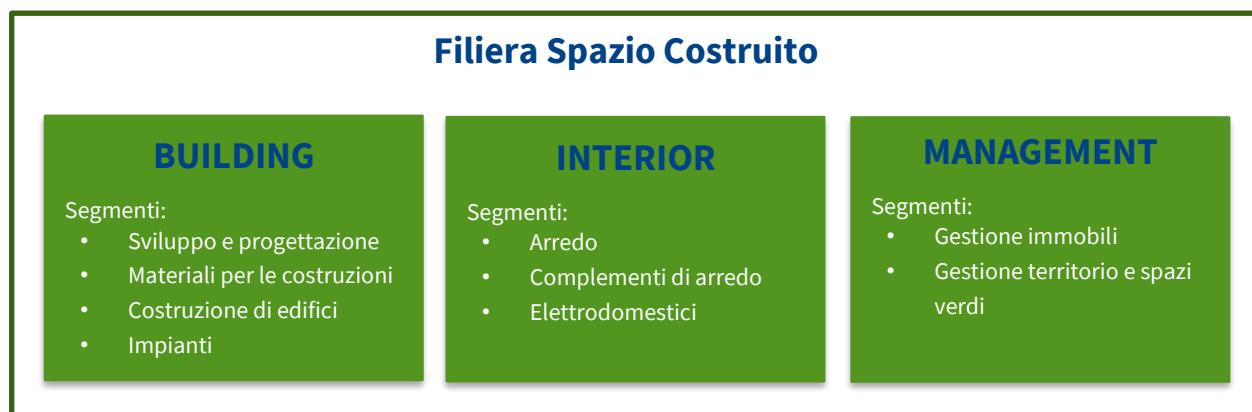 Filiera Spazio Costruito
BUILDING
Segmenti:
• Sviluppo e progettazione
• Materiali per le costruzioni
• Costruzione di edifici
• Impianti
INTERIOR
Segmenti:
• Arredo
• Complementi di arredo
• Elettrodomestici
MANAGEMENT
Segmenti:
• Gestione immobili
• Gestione territorio e spazi
verdi